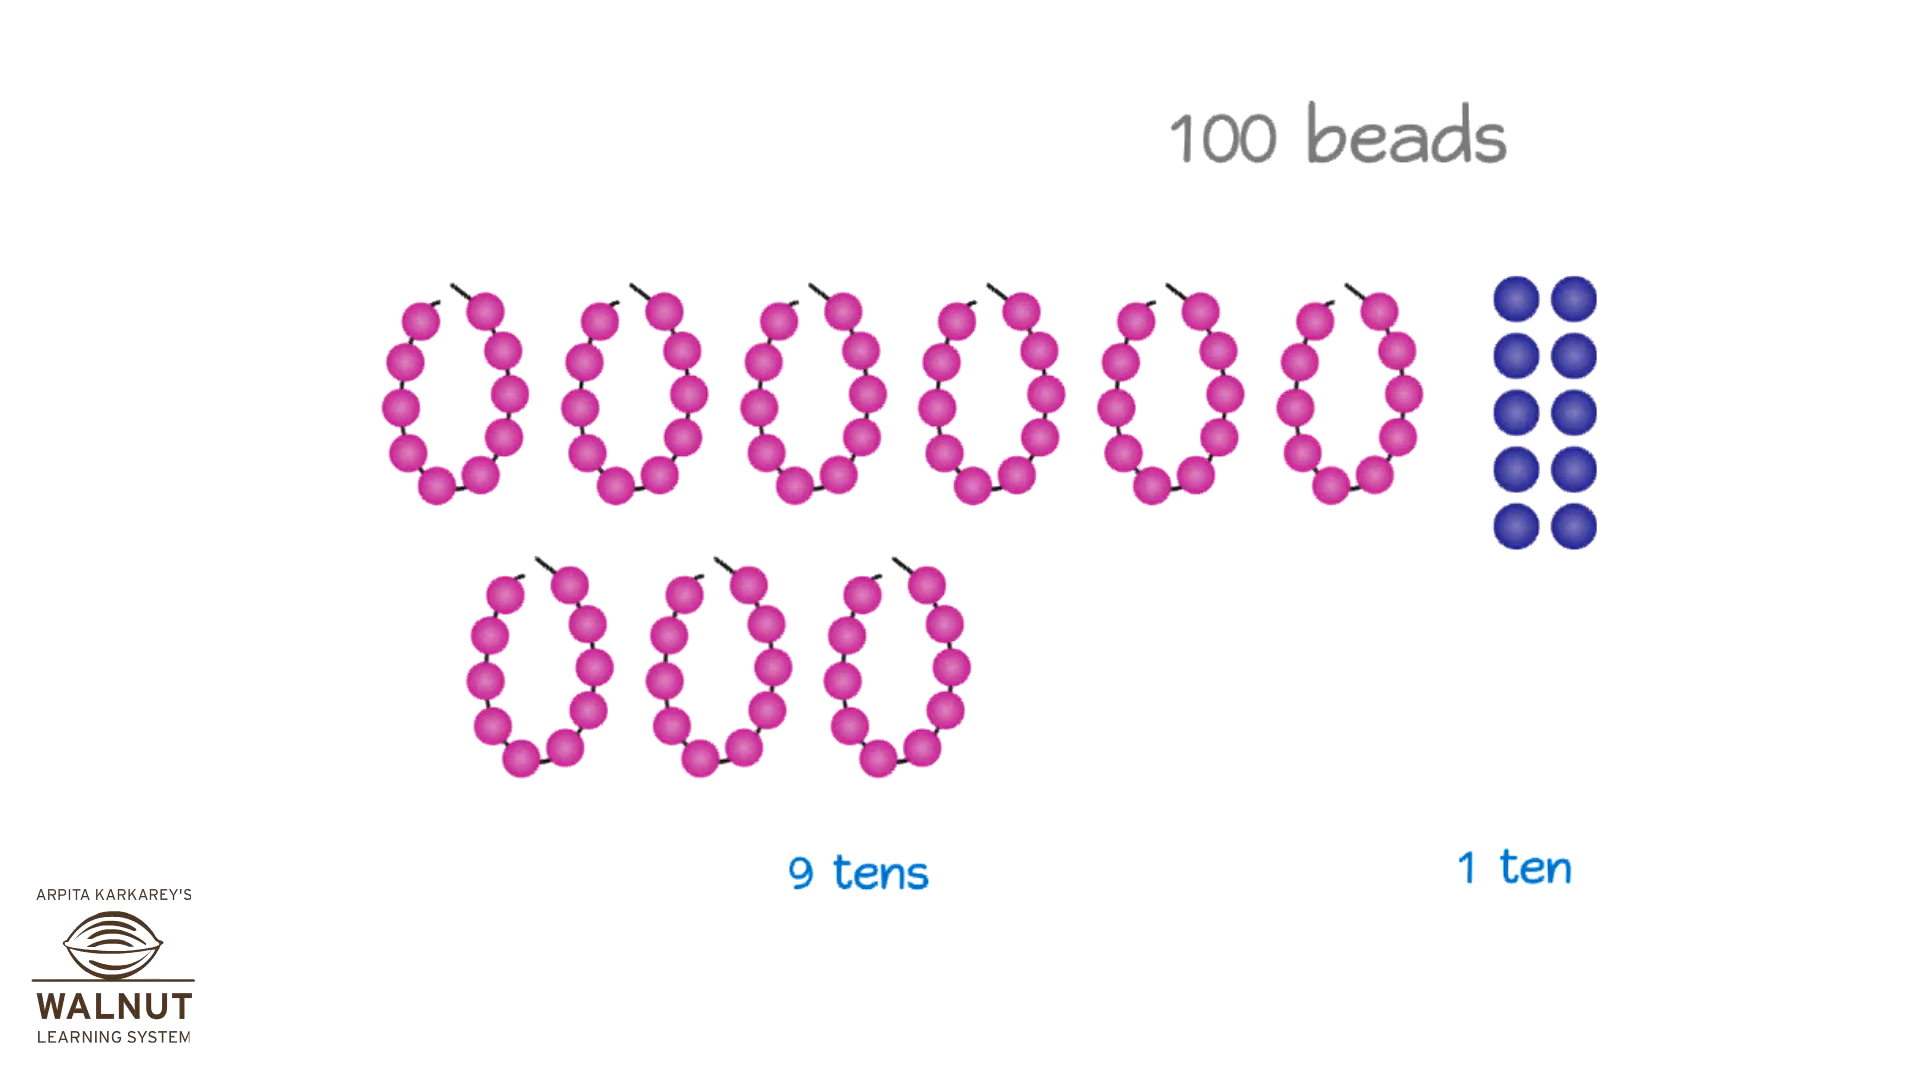 100 beads
9 tens
1 ten
ARPITA KARKAREY'S
WALNUT
LEARNING SYSTEM